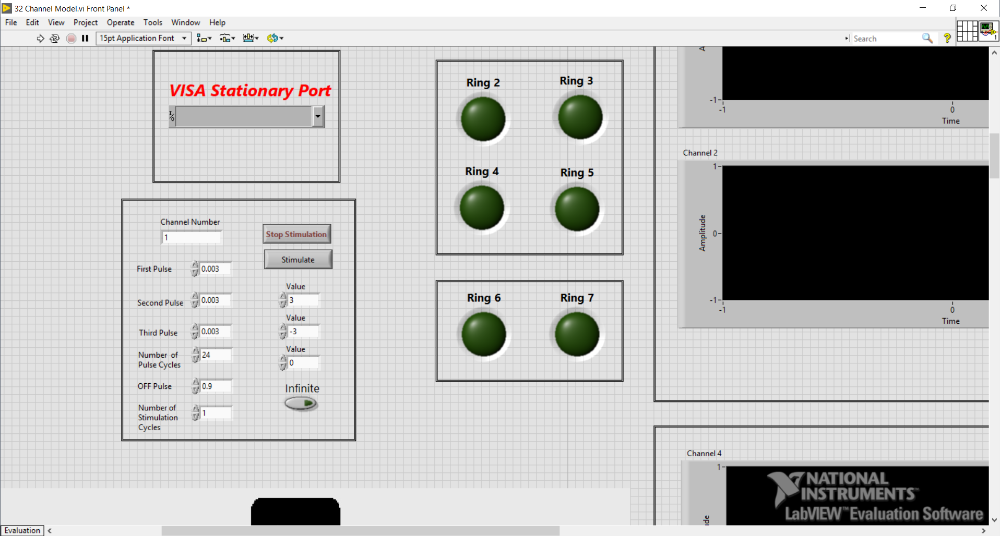 32 Channel Model.vi Front Panel *
File Edit View Project Operate Tools Window Help
15pt Application Font
Search
?
1
VISA Stationary Port
I/O
Channel Number
1
Stop Stimulation
Stimulate
First Pulse 0.003
Value
Second Pulse 0.003 3
Value
Third Pulse 0.003 -3
Value
Number of
Pulse Cycles
24
0
OFF Pulse 0.9
Infinite
Number of
Stimulation
Cycles
1
Ring 2 Ring 3
Ring 4 Ring 5
Ring 6 Ring 7
A
-1
-1 0
Time
Channel 2
1
Amplitude
0
-1
-1 0
Time
Channel 4
1
de
NATIONAL
INSTRUMENTS™
LabVIEW™ Evaluation Software
Evaluation